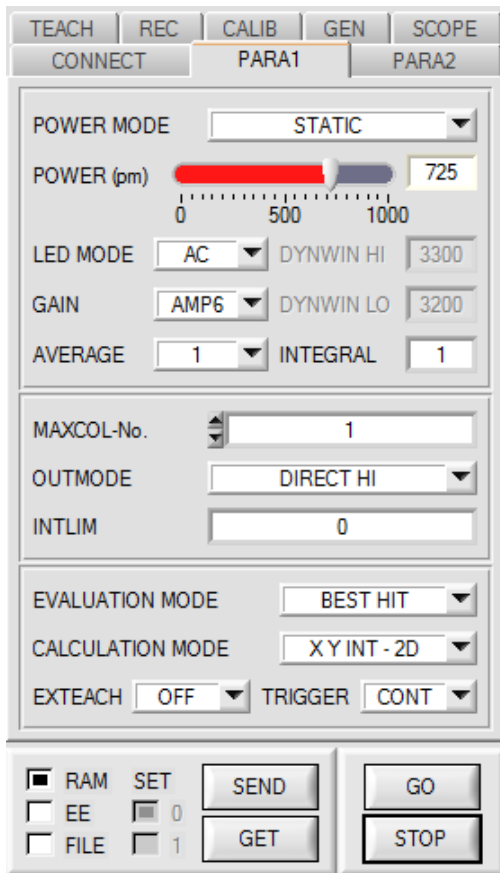 TEACH REC CALIB GEN SCOPE
CONNECT PARA1 PARA2
POWER MODE STATIC
POWER (pm) 725
0 500 1000
LED MODE AC DYNWIN HI 3300
GAIN AMP6 DYNWIN LO 3200
AVERAGE 1 INTEGRAL 1
MAXCOL-No. 1
OUTMODE DIRECT HI
INTLIM 0
EVALUATION MODE BEST HIT
CALCULATION MODE X Y INT - 2D
EXTEACH OFF TRIGGER CONT
RAM SET SEND GO
EE 0
FILE 1 GET STOP